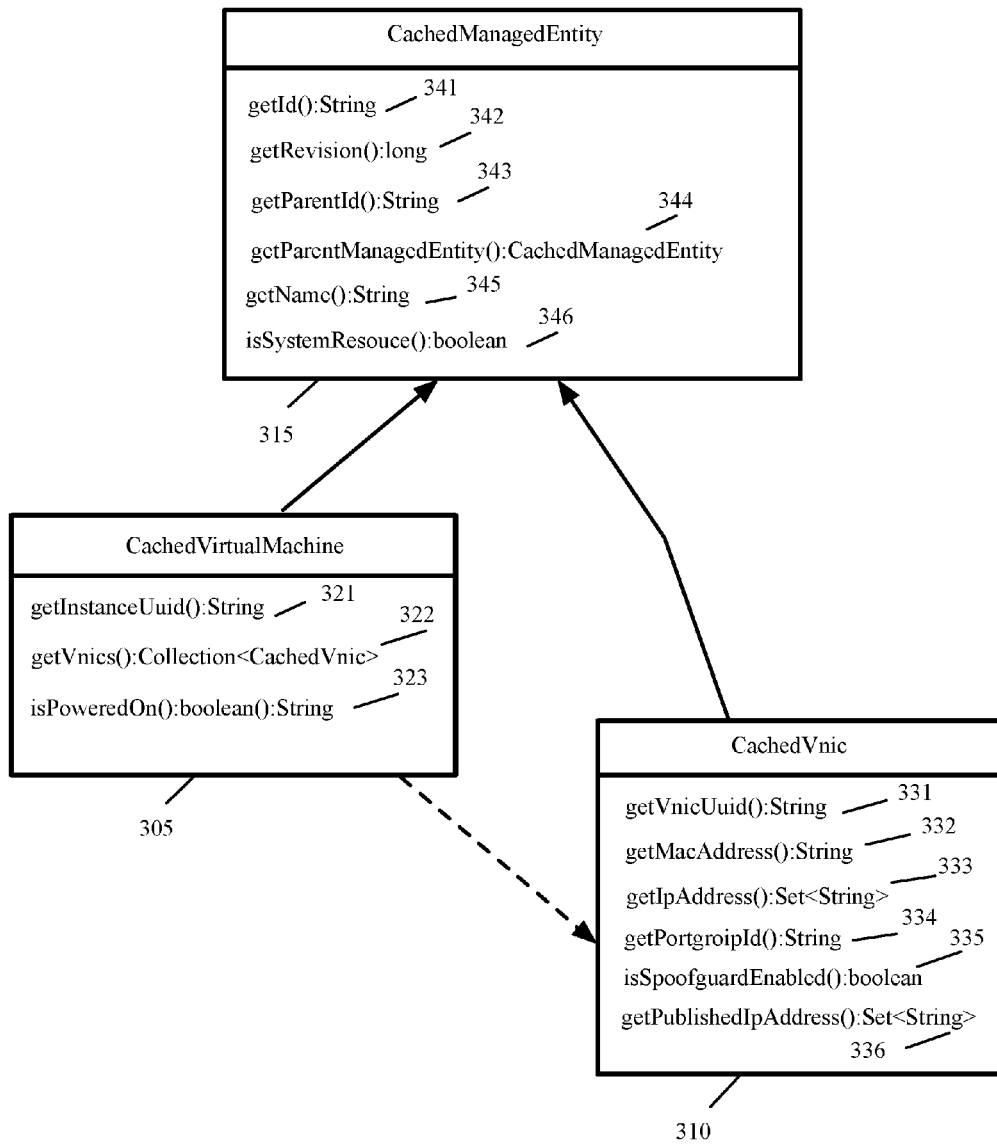 CachedManagedEntity
getId():String 341
342
getRevision():long
343
getParentId():String
344
getParentManagedEntity():CachedManagedEntity
getName():String 345
346
isSystemResouce():boolean
315
CachedVirtualMachine
getInstanceUuid():String 321
322
getVnics():Collection<CachedVnic>
323
isPoweredOn():boolean():String
305
CachedVnic
getVnicUuid():String 331
332
getMacAddress():String
333
getIpAddress():Set<String>
334
getPortgroipId():String
335
isSpoofguardEnabled():boolean
getPublishedIpAddress():Set<String>
336
310